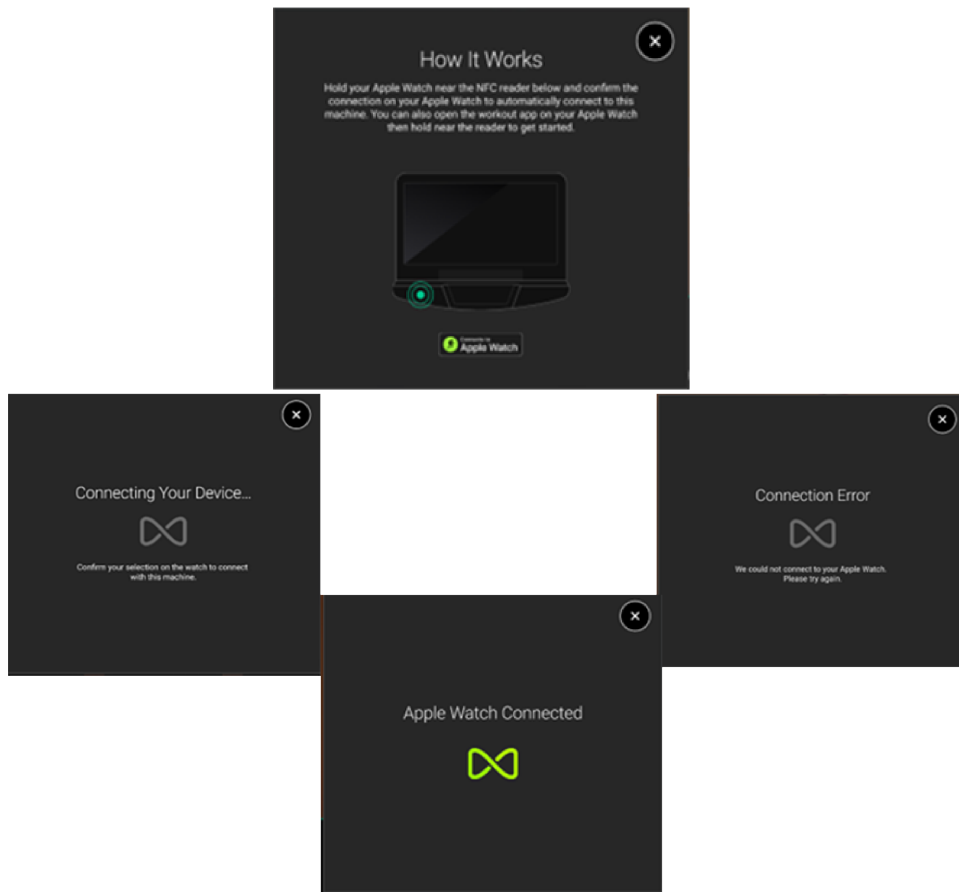 How It Works
Hold your Apple Watch near the NFC reader below and confirm the
connection on your Apple Watch to automatically connect to this
machine. You can also open the workout app on your Apple Watch
then hold near the reader to get started.
Connects to
Apple Watch
Connecting Your Device...
Confirm your selection on the watch to connect
with this machine.
Connection Error
We could not connect to your Apple Watch.
Please try again.
Apple Watch Connected